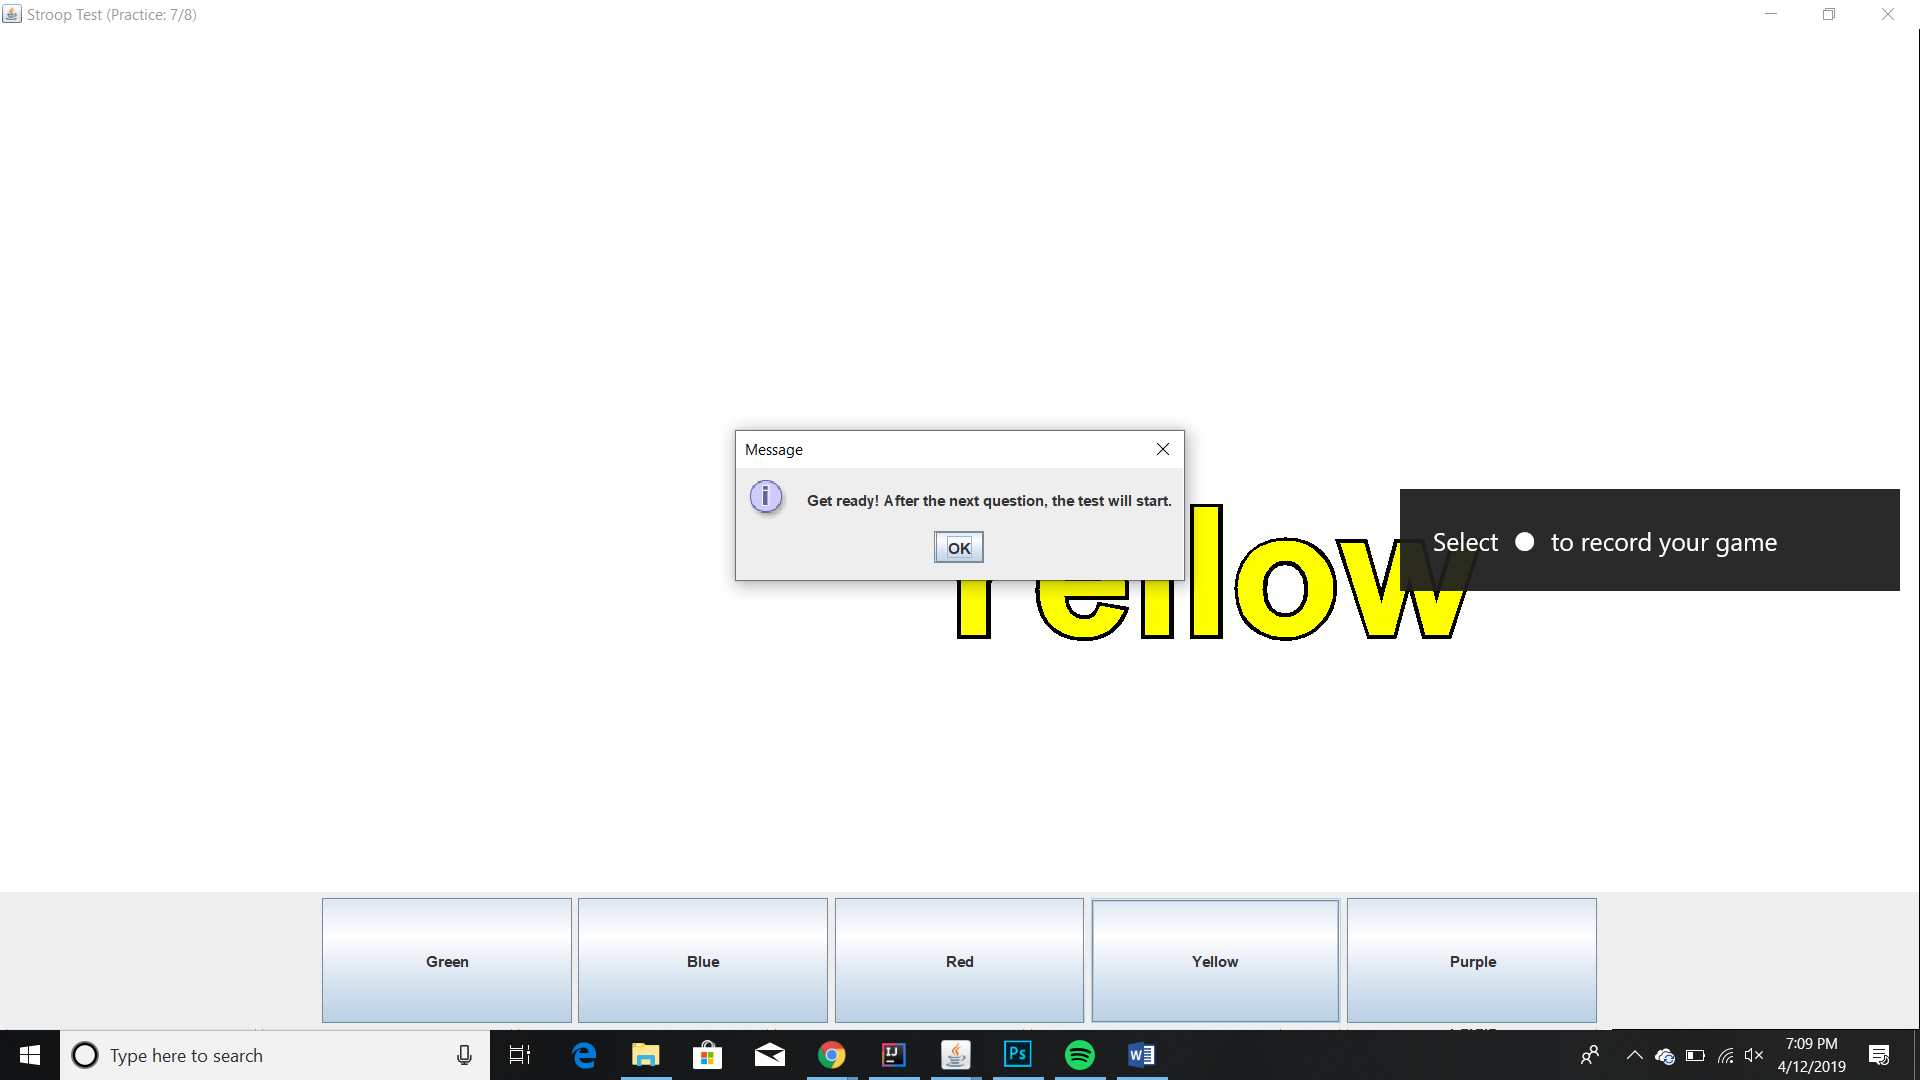 Stroop Test (Practice: 7/8)
Message
Get ready! After the next question, the test will start.
OK
Select to record your game
Yellow
Green
Blue
Red
Yellow
Purple
Type here to search
IJ
Ps
W
7:09 PM
4/12/2019